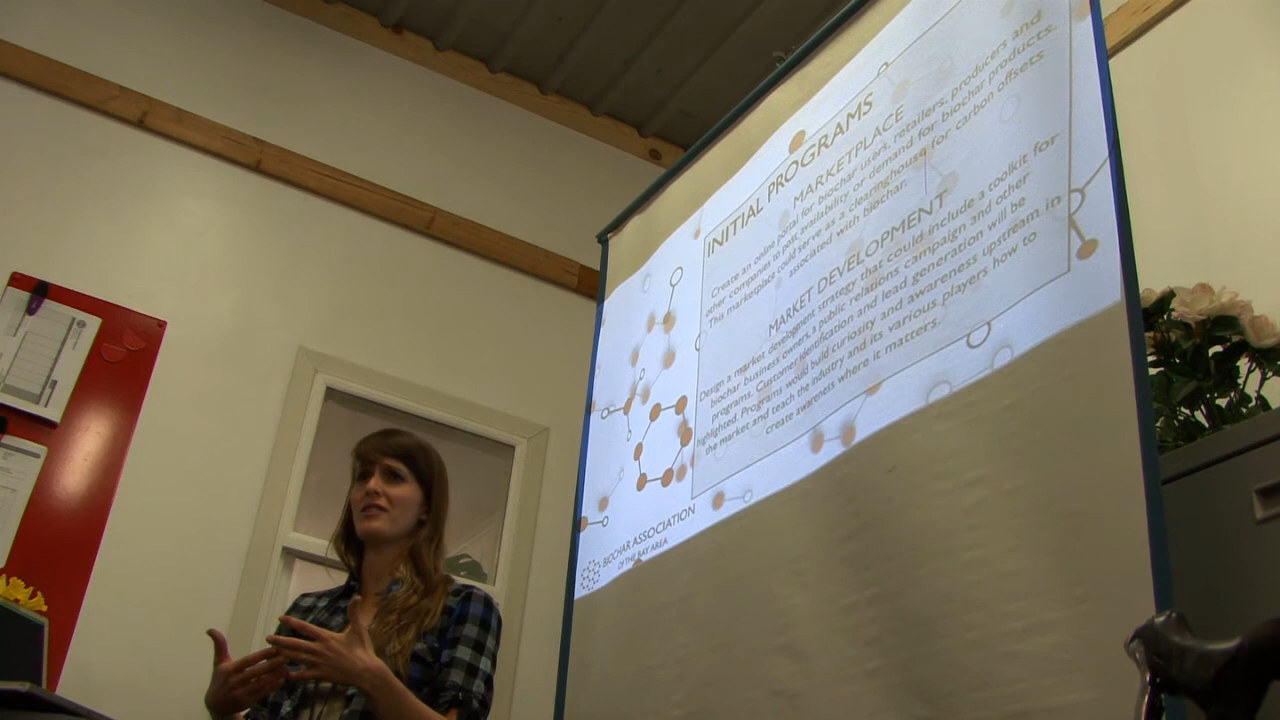 INITIAL PROGRAMS
MARKETPLACE
Create an online portal for biochar users, retailers, producers and
other companies to post availability or demand for biochar products.
This marketplace could serve as a clearinghouse for carbon offsets
associated with biochar.
MARKET DEVELOPMENT
Design a market development strategy that could include a toolkit for
biochar business owners, a public relations campaign and other
programs. Customer identification and lead generation will be
highlighted. Programs would build curiosity and awareness upstream in
the market and teach the industry and its various players how to
create awareness where it matters.
BIOCHAR ASSOCIATION
OF THE BAY AREA